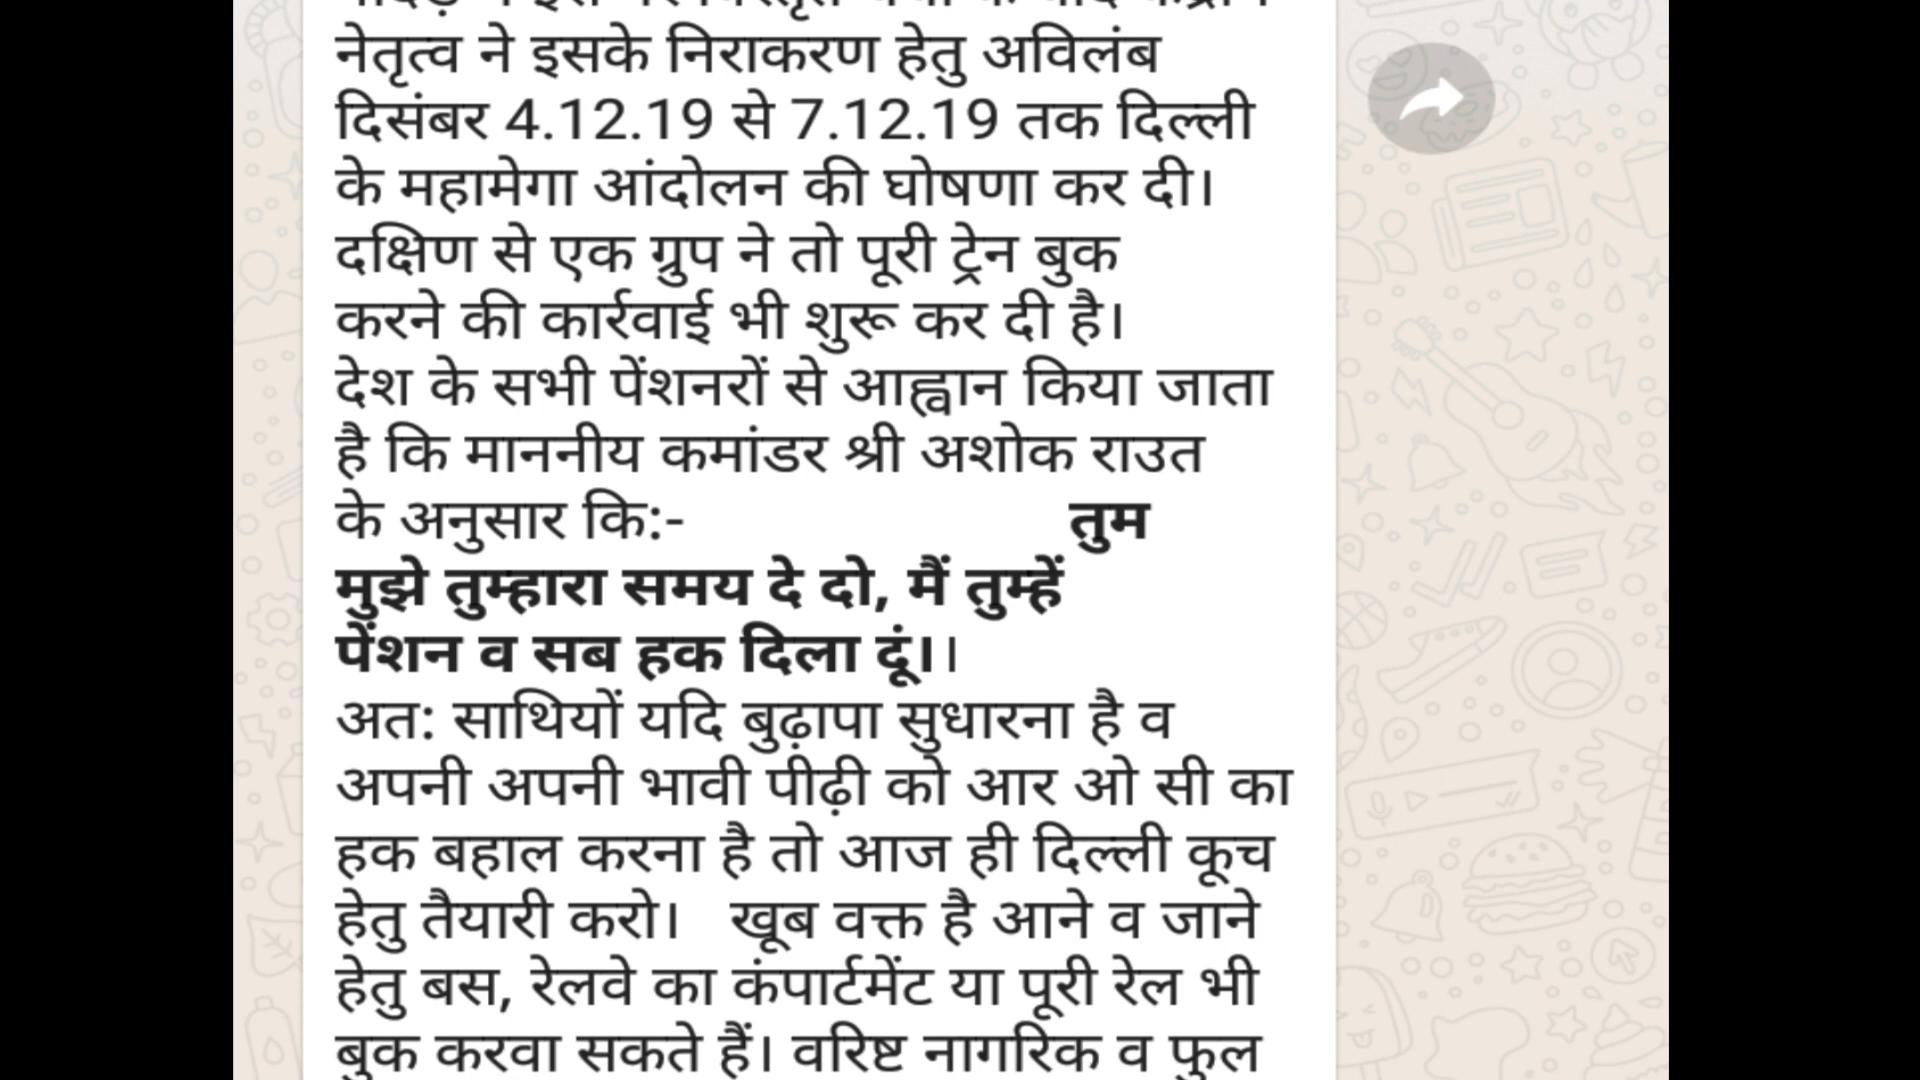 नेतृत्व ने इसके निराकरण हेतु अविलंब
दिसंबर 4.12.19 से 7.12.19 तक दिल्ली
के महामेगा आंदोलन की घोषणा कर दी।
दक्षिण से एक ग्रुप ने तो पूरी ट्रेन बुक
करने की कार्रवाई भी शुरू कर दी है।
देश के सभी पेंशनरों से आह्वान किया जाता
है कि माननीय कमांडर श्री अशोक राउत
के अनुसार कि:- तुम
मुझे तुम्हारा समय दे दो, मैं तुम्हें
पेंशन व सब हक दिला दूं।।
अत: साथियों यदि बुढ़ापा सुधारना है व
अपनी अपनी भावी पीढ़ी को आर ओ सी का
हक बहाल करना है तो आज ही दिल्ली कूच
हेतु तैयारी करो। खूब वक्त है आने व जाने
हेतु बस, रेलवे का कंपार्टमेंट या पूरी रेल भी
बुक करवा सकते हैं। वरिष्ट नागरिक व फुल